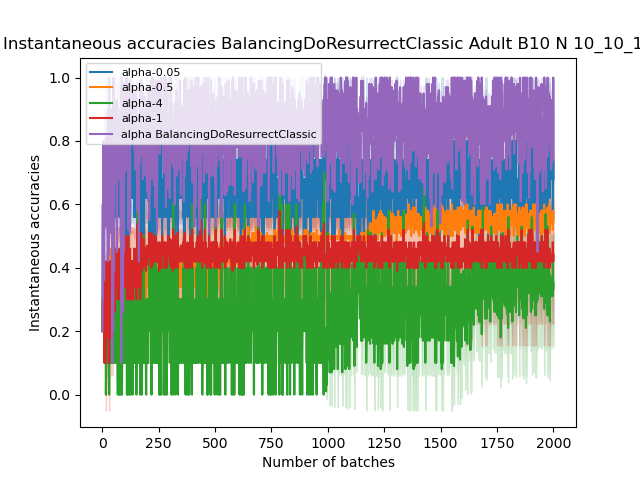 Instantaneous accuracies BalancingDoResurrectClassic Adult B10 N 10_10_1
alpha-0.05
alpha-0.5
alpha-4
alpha-1
alpha BalancingDoResurrectClassic
Instantaneous accuracies
1.0
0.8
0.6
0.4
0.2
0.0
0 250 500 750 1000 1250 1500 1750 2000
Number of batches